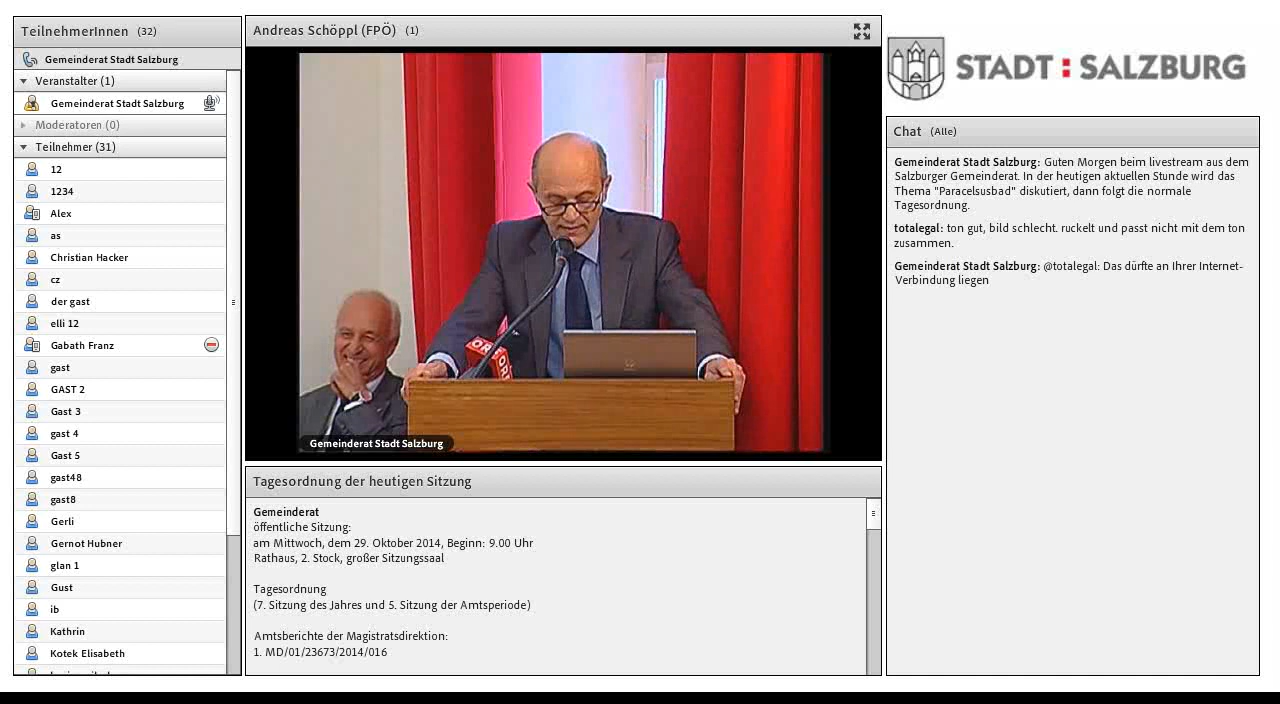 TeilnehmerInnen (32)
Gemeinderat Stadt Salzburg
Veranstalter (1)
Gemeinderat Stadt Salzburg
Moderatoren (0)
Teilnehmer (31)
12
1234
Alex
as
Christian Hacker
cz
der gast
elli 12
Gabath Franz
gast
GAST 2
Gast 3
gast 4
Gast 5
gast48
gast8
Gerli
Gernot Hubner
glan 1
Gust
ib
Kathrin
Kotek Elisabeth
Andreas Schöppl (FPÖ) (1)
ORF
ORF
Gemeinderat Stadt Salzburg
Tagesordnung der heutigen Sitzung
Gemeinderat
öffentliche Sitzung:
am Mittwoch, dem 29. Oktober 2014, Beginn: 9.00 Uhr
Rathaus, 2. Stock, großer Sitzungssaal
Tagesordnung
(7. Sitzung des Jahres und 5. Sitzung der Amtsperiode)
Amtsberichte der Magistratsdirektion:
1. MD/01/23673/2014/016
STADT : SALZBURG
Chat (Alle)
Gemeinderat Stadt Salzburg: Guten Morgen beim livestream aus dem
Salzburger Gemeinderat. In der heutigen aktuellen Stunde wird das
Thema "Paracelsusbad" diskutiert, dann folgt die normale
Tagesordnung.
totalegal: ton gut, bild schlecht. ruckelt und passt nicht mit dem ton
zusammen.
Gemeinderat Stadt Salzburg: @totalegal: Das dürfte an Ihrer Internet-
Verbindung liegen